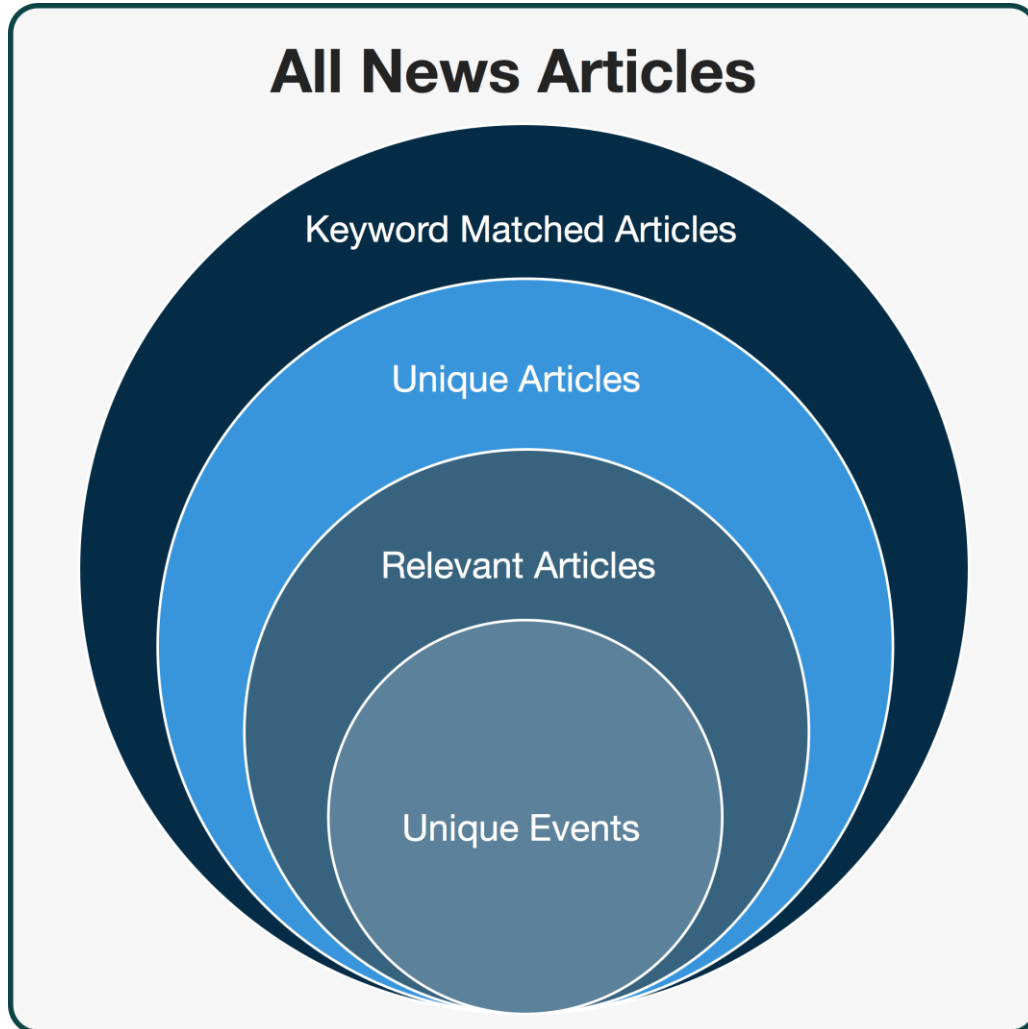 All News Articles
Keyword Matched Articles
Unique Articles
Relevant Articles
Unique Events